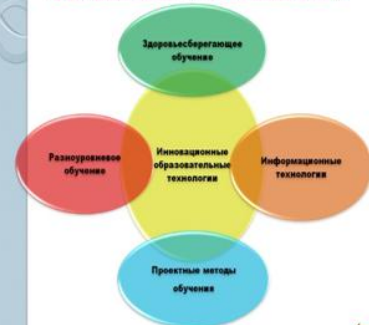 Здоровьесберегающее
обучение
Разноуровневое
обучение
Инновационные
образовательные
технологии
Информационные
технологии
Проектные методы
обучения